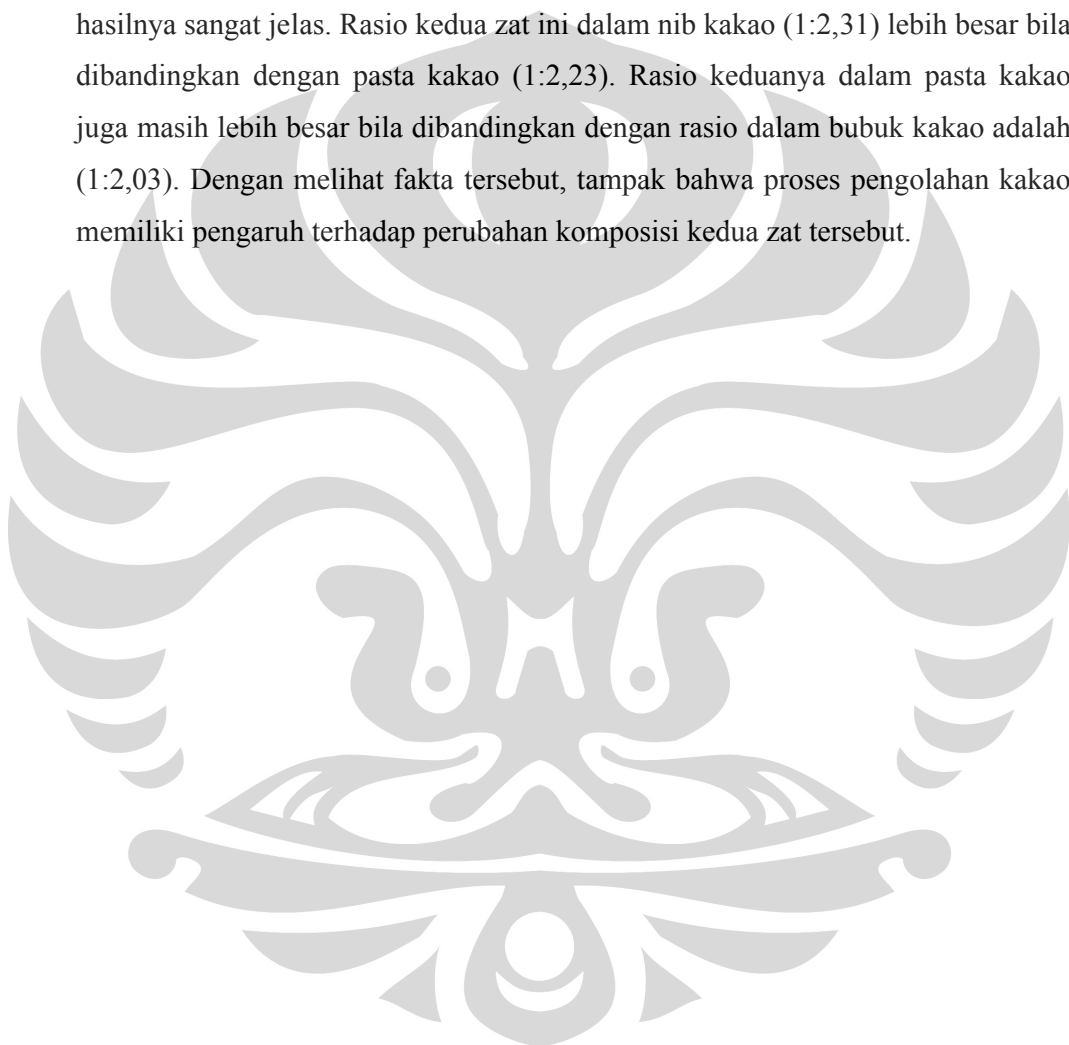 hasilnya sangat jelas. Rasio kedua zat ini dalam nib kakao (1:2,31) lebih besar bila
dibandingkan dengan pasta kakao (1:2,23). Rasio keduanya dalam pasta kakao
juga masih lebih besar bila dibandingkan dengan rasio dalam bubuk kakao adalah
(1:2,03). Dengan melihat fakta tersebut, tampak bahwa proses pengolahan kakao
memiliki pengaruh terhadap perubahan komposisi kedua zat tersebut.